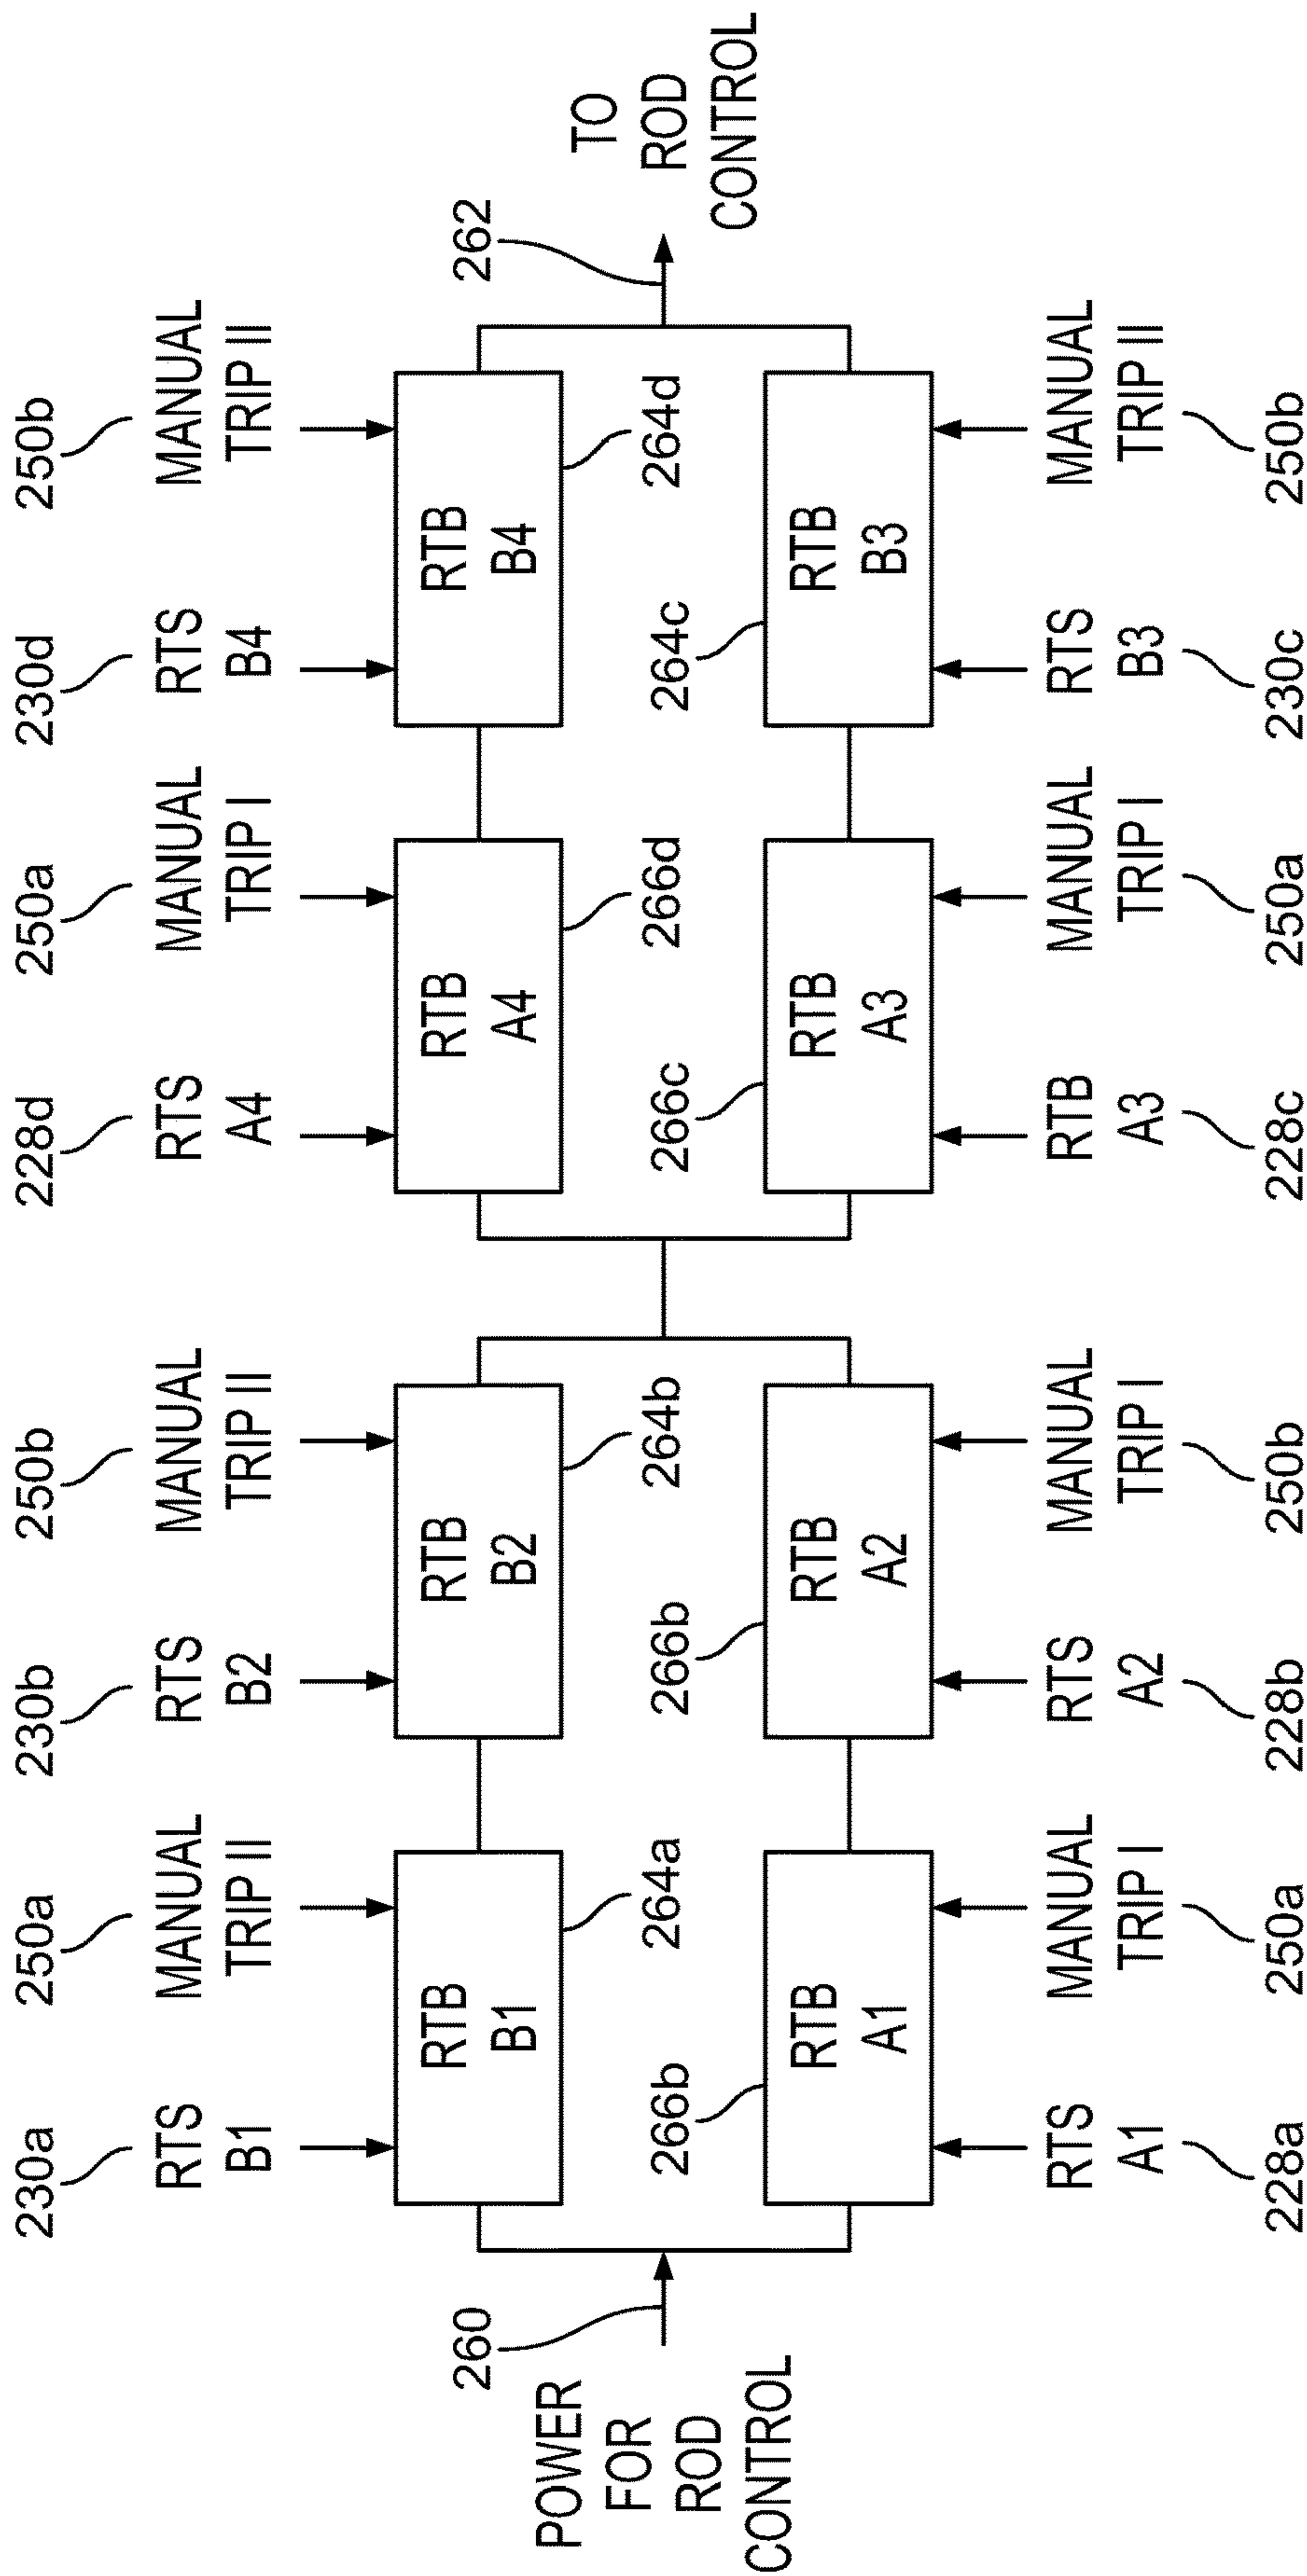 230a
250a
230b
250b
228d
250a
230d
250b
RTS
B1
MANUAL
TRIP II
RTS
B2
MANUAL
TRIP II
RTS
A4
MANUAL
TRIP I
RTS
B4
MANUAL
TRIP II
RTB
B1
RTB
B2
RTB
A4
RTB
B4
264a
264b
266d
264d
260
262
POWER
FOR
ROD
CONTROL
TO
ROD
CONTROL
266b
266b
266c
264c
RTB
A1
RTB
A2
RTB
A3
RTB
B3
RTS
A1
MANUAL
TRIP I
RTS
A2
MANUAL
TRIP I
RTB
A3
MANUAL
TRIP I
RTS
B3
MANUAL
TRIP II
228a
250a
228b
250b
228c
250a
230c
250b